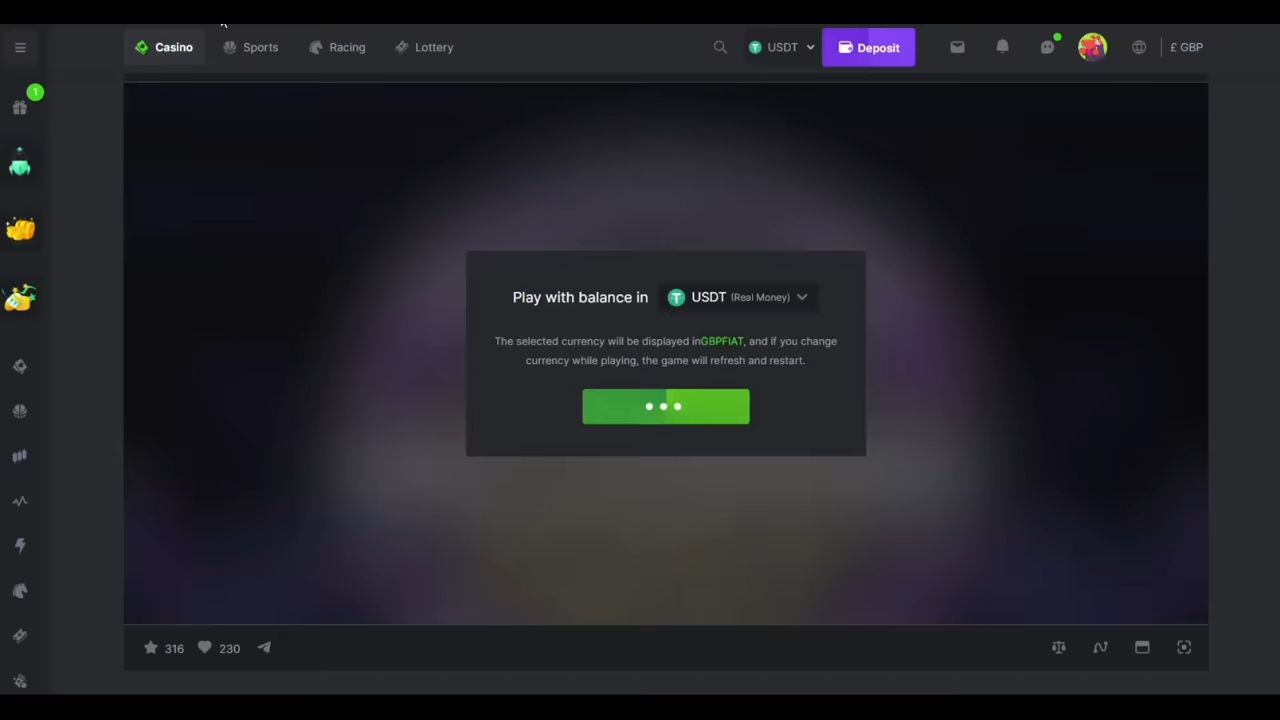 Casino
Sports
Racing
Lottery
USDT
Deposit
£ GBP
1
Play with balance in
USDT (Real Money)
The selected currency will be displayed inGBPFIAT, and if you change
currency while playing, the game will refresh and restart.
316
230